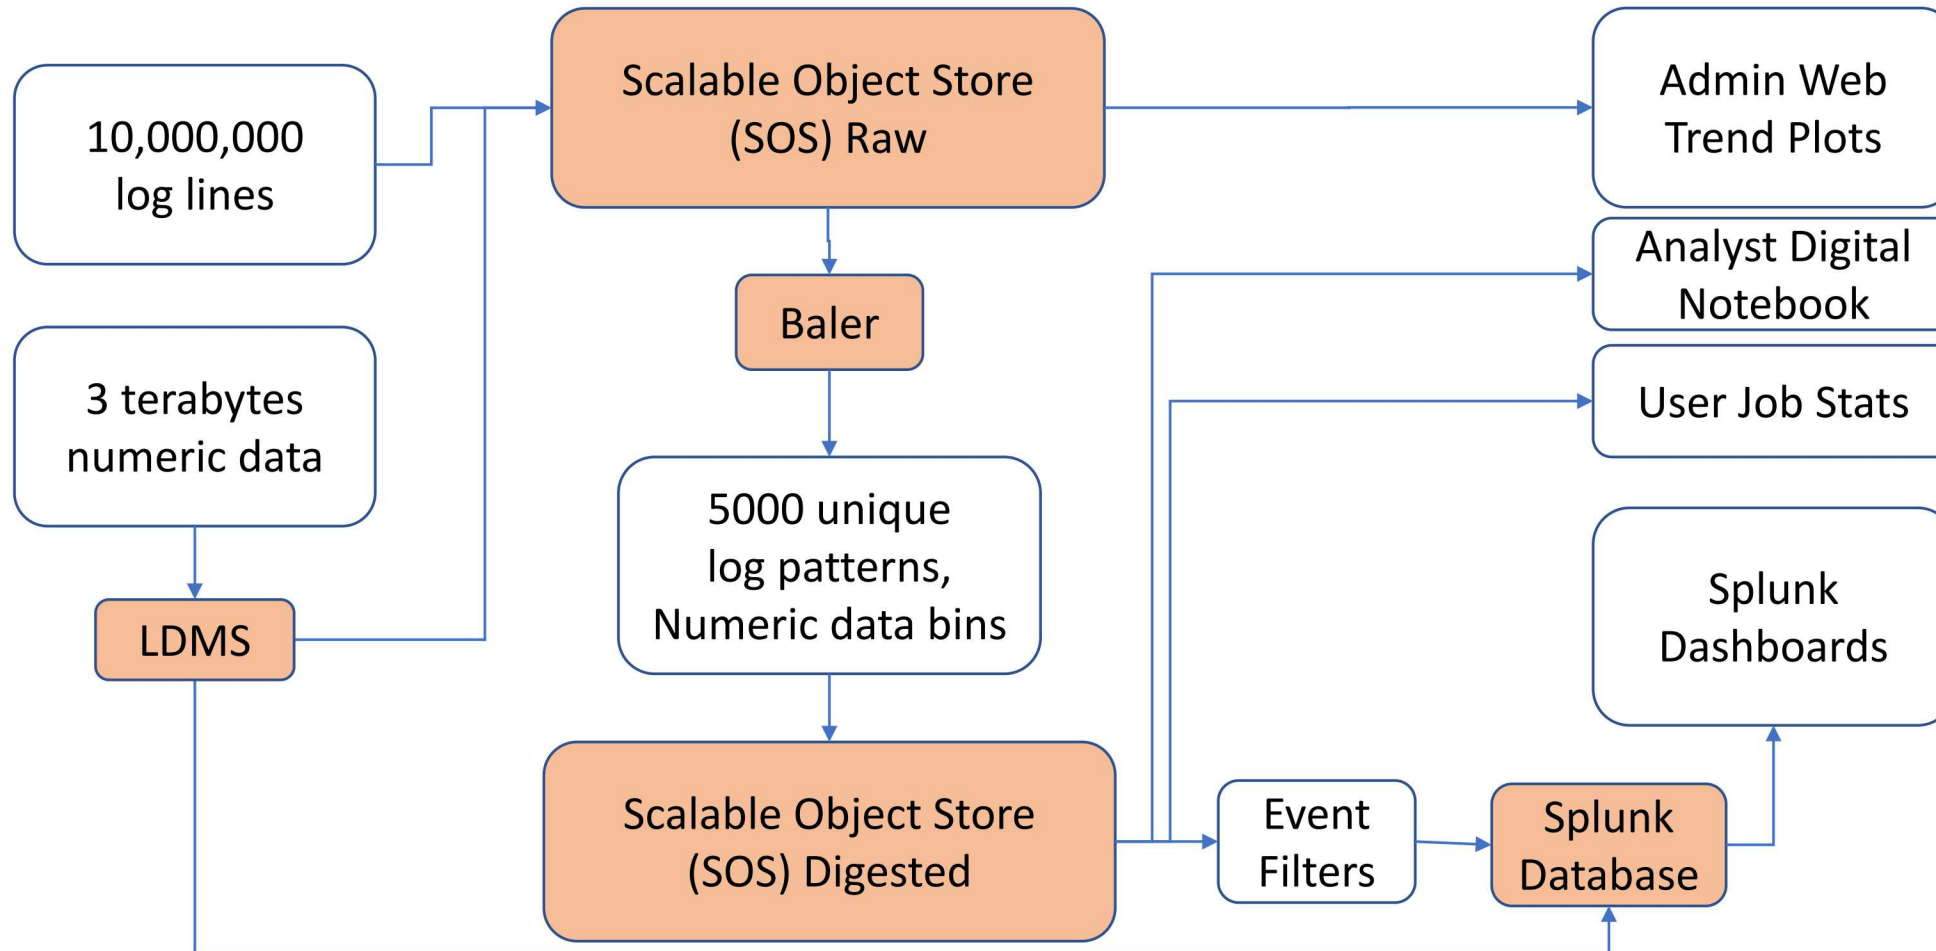 10,000,000
log lines
3 terabytes
numeric data
LDMS
Scalable Object Store
(SOS) Raw
Baler
5000 unique
log patterns,
Numeric data bins
Scalable Object Store
(SOS) Digested
Admin Web
Trend Plots
Analyst Digital
Notebook
User Job Stats
Splunk
Dashboards
Event
Filters
Splunk
Database